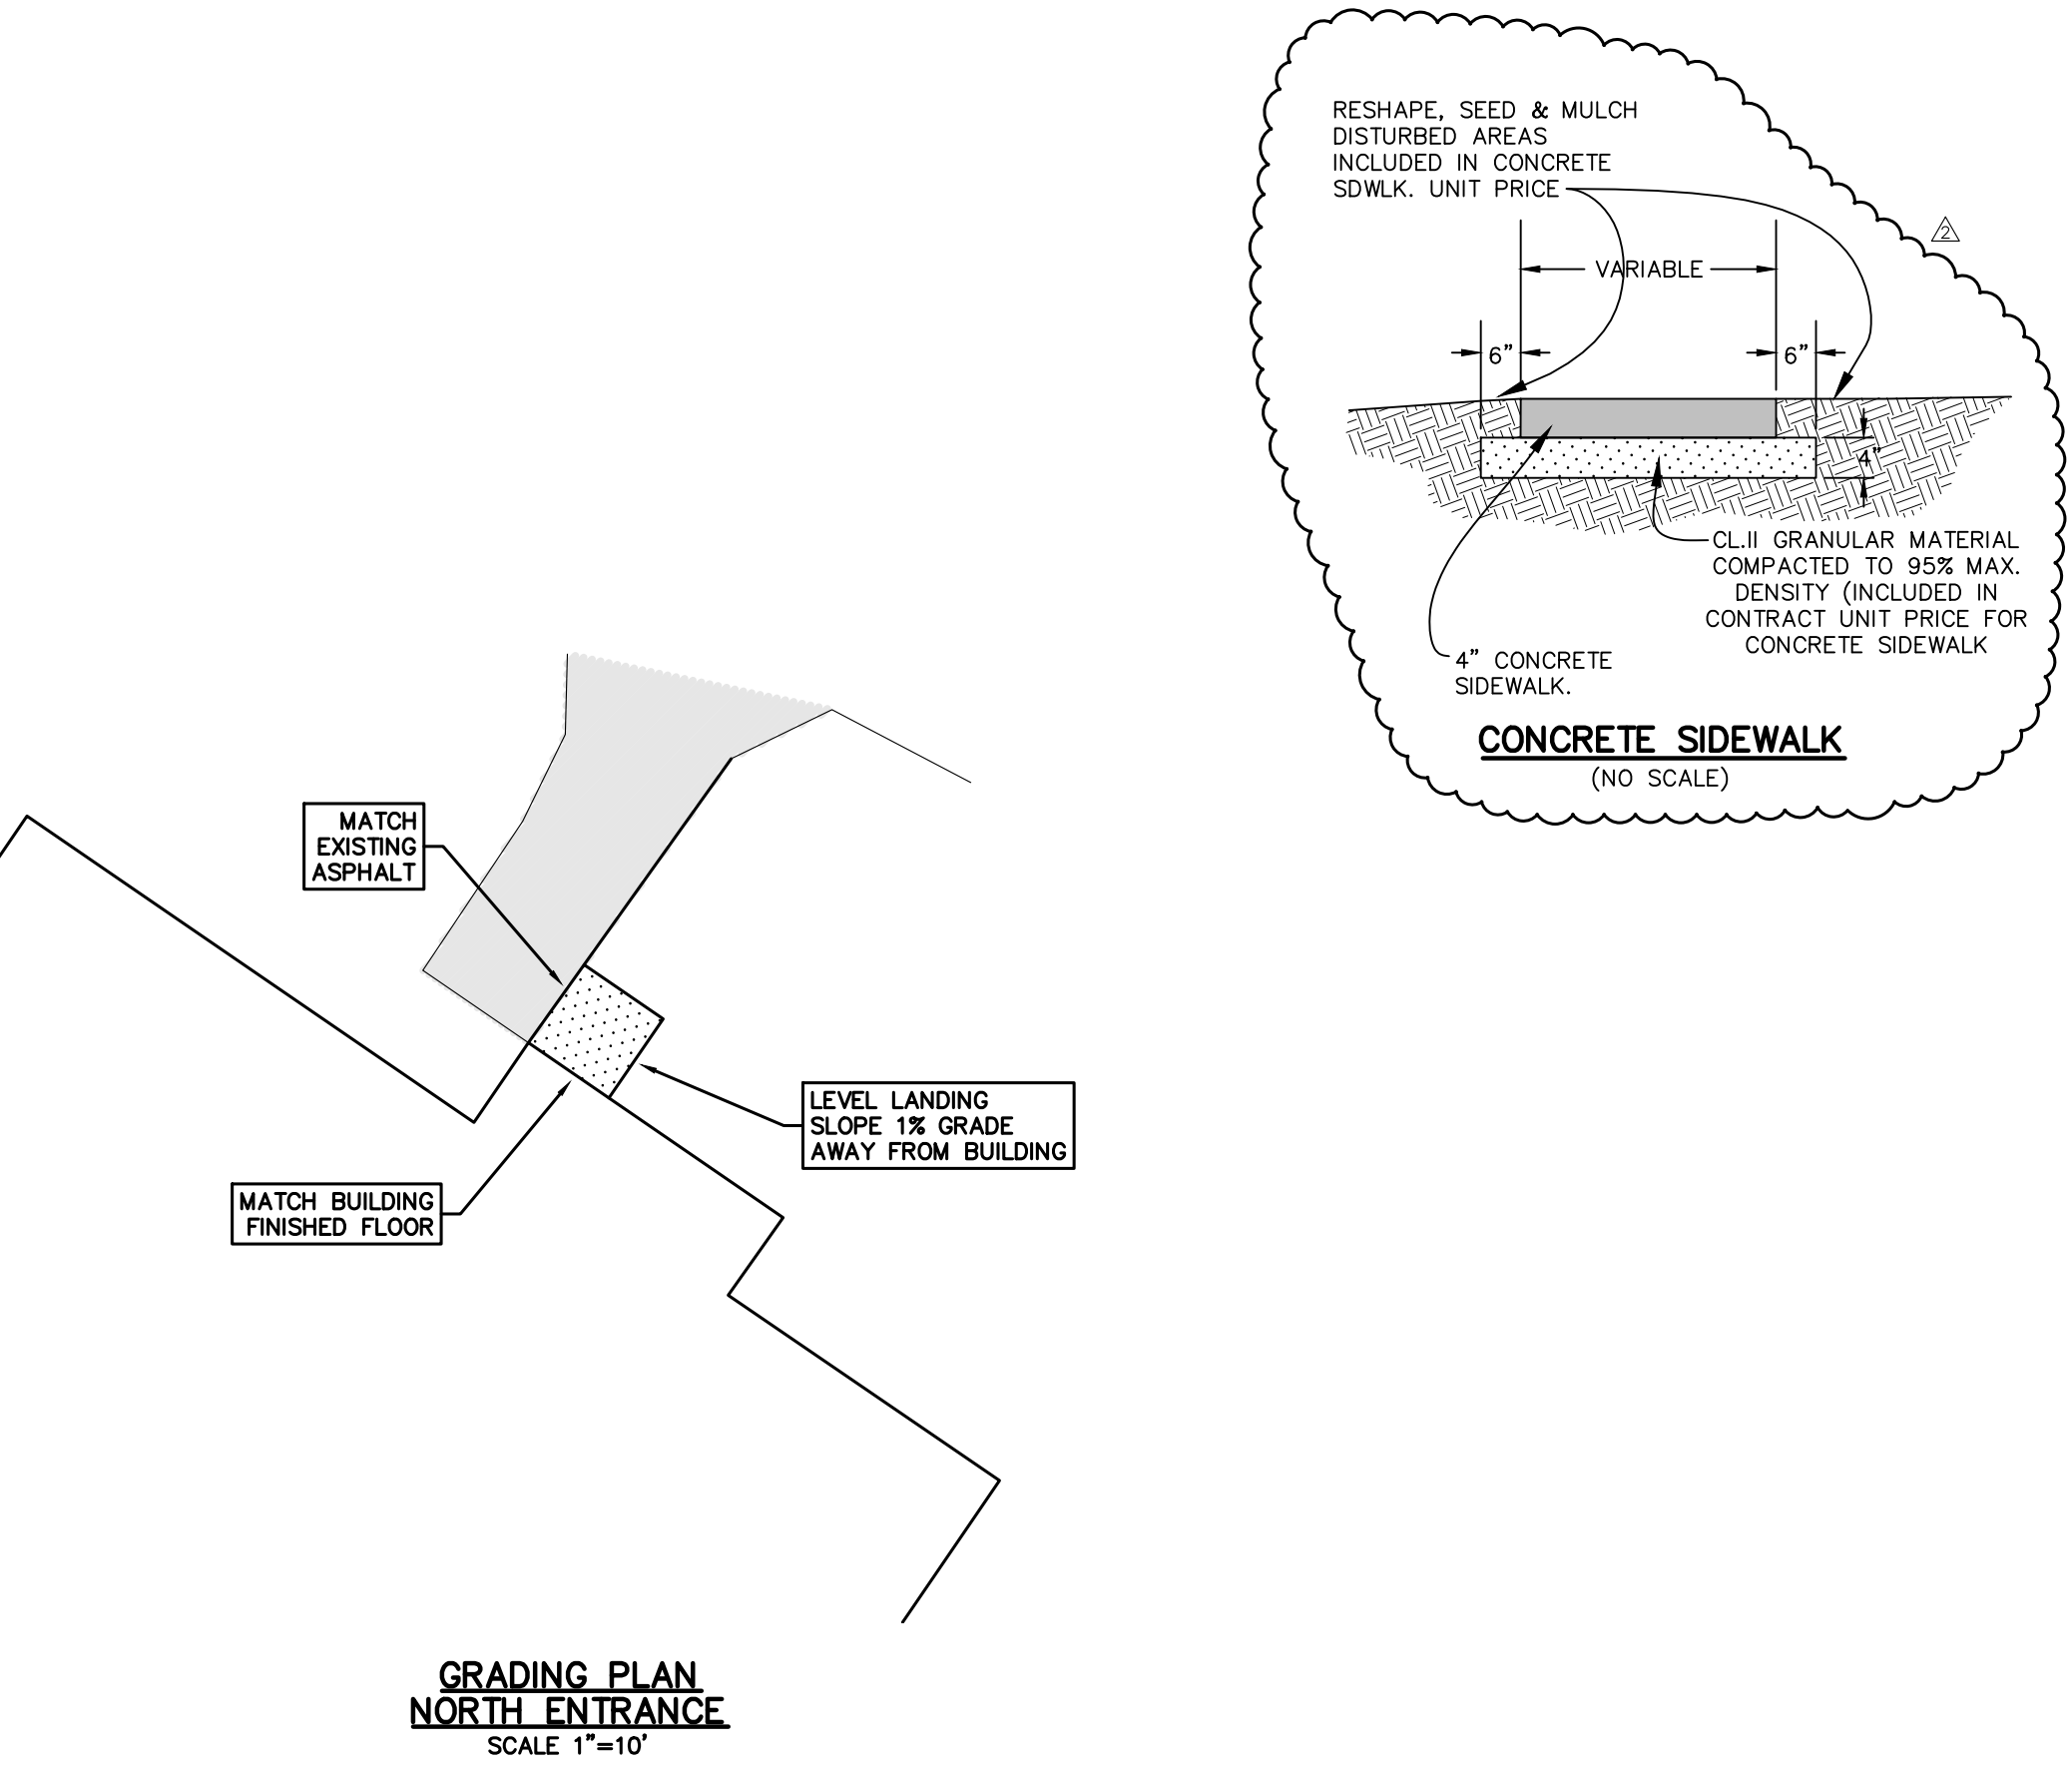 RESHAPE, SEED & MULCH
DISTURBED AREAS
INCLUDED IN CONCRETE
SDWLK. UNIT PRICE
2
VARIABLE
6"
6"
4"
CL.II GRANULAR MATERIAL
COMPACTED TO 95% MAX.
DENSITY (INCLUDED IN
CONTRACT UNIT PRICE FOR
CONCRETE SIDEWALK
4" CONCRETE
SIDEWALK.
CONCRETE SIDEWALK
(NO SCALE)
MATCH
EXISTING
ASPHALT
LEVEL LANDING
SLOPE 1% GRADE
AWAY FROM BUILDING
MATCH BUILDING
FINISHED FLOOR
GRADING PLAN
NORTH ENTRANCE
SCALE 1"=10'